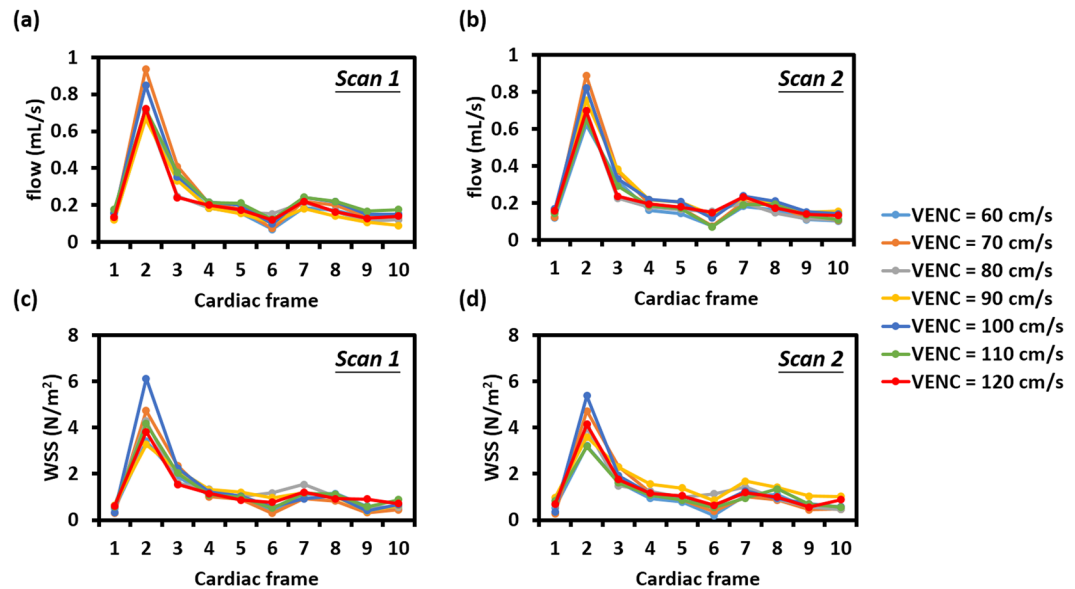 (a)
Scan 1
flow (mL/s)
1
0.8
0.6
0.4
0.2
0
1 2 3 4 5 6 7 8 9 10
Cardiac frame
(b)
Scan 2
flow (mL/s)
1
0.8
0.6
0.4
0.2
0
1 2 3 4 5 6 7 8 9 10
Cardiac frame
(c)
Scan 1
WSS (N/m²)
8
6
4
2
0
1 2 3 4 5 6 7 8 9 10
Cardiac frame
(d)
Scan 2
WSS (N/m²)
8
6
4
2
0
1 2 3 4 5 6 7 8 9 10
Cardiac frame
VENC = 60 cm/s
VENC = 70 cm/s
VENC = 80 cm/s
VENC = 90 cm/s
VENC = 100 cm/s
VENC = 110 cm/s
VENC = 120 cm/s